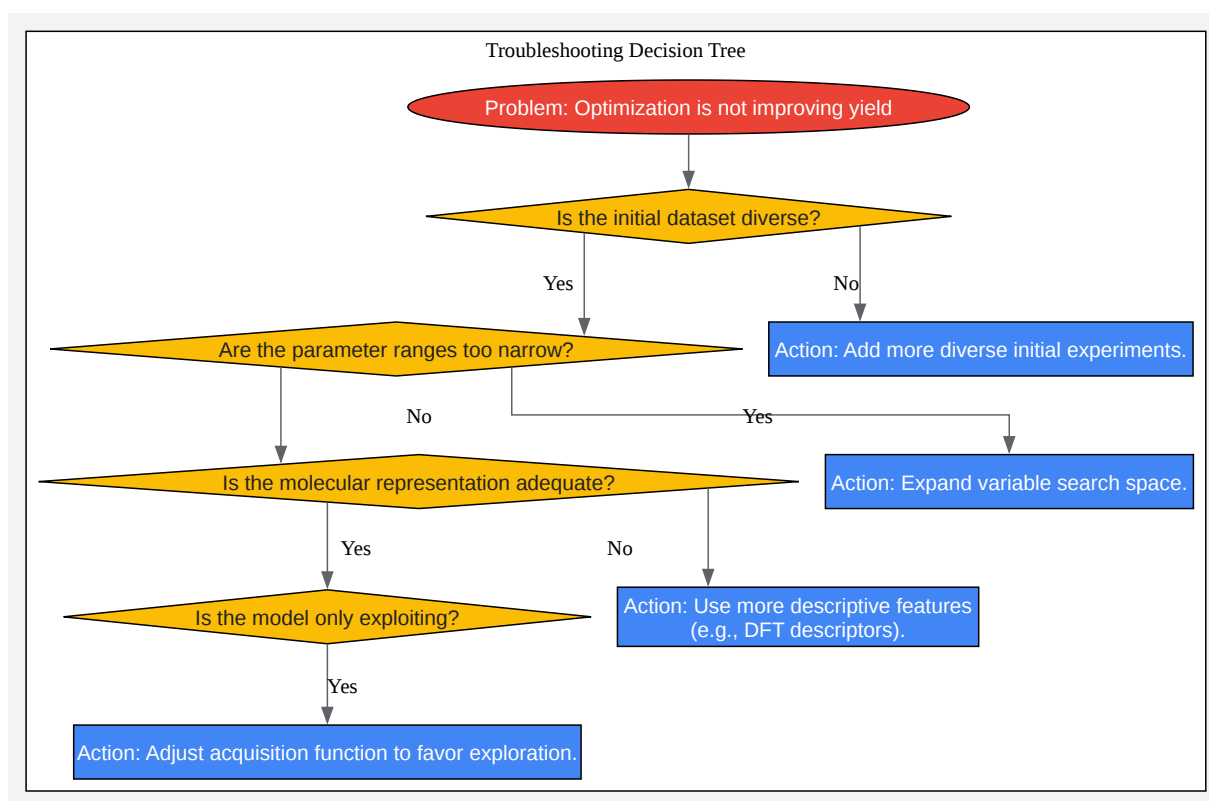 Troubleshooting Decision Tree
Problem: Optimization is not improving yield
Is the initial dataset diverse?
Yes
No
Are the parameter ranges too narrow?
Action: Add more diverse initial experiments.
No
Yes
Is the molecular representation adequate?
Action: Expand variable search space.
Yes
No
Is the model only exploiting?
Action: Use more descriptive features
(e.g., DFT descriptors).
Yes
Action: Adjust acquisition function to favor exploration.